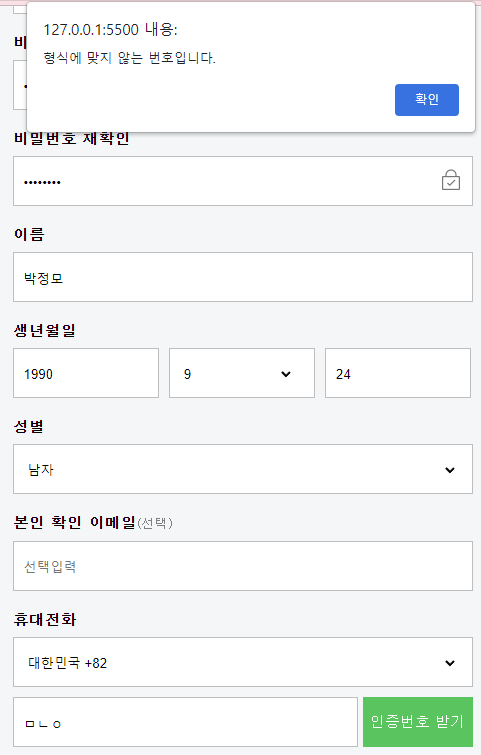 127.0.0.1:5500 내용:
형식에 맞지 않는 번호입니다.
확인
비밀번호 재확인
••••••••
이름
박정모
생년월일
1990 9 24
성별
남자
본인 확인 이메일(선택)
선택입력
휴대전화
대한민국 +82
ㅁㄴㅇ 인증번호 받기